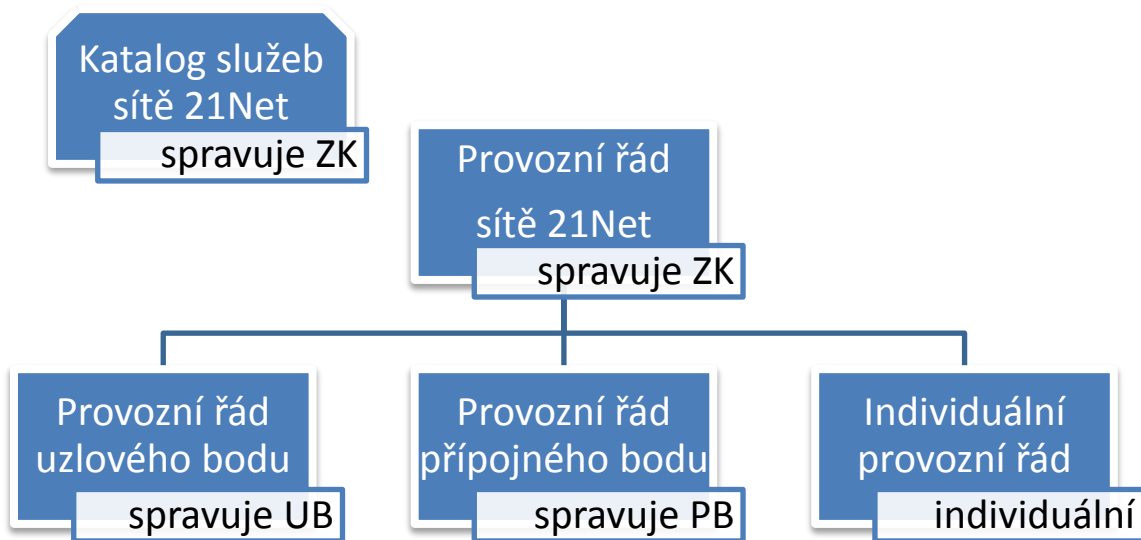 Katalog služeb
sítě 21Net
spravuje ZK
Provozní řád
sítě 21Net
spravuje ZK
Provozní řád
uzlového bodu
spravuje UB
Provozní řád
přípojného bodu
spravuje PB
Individuální
provozní řád
individuální